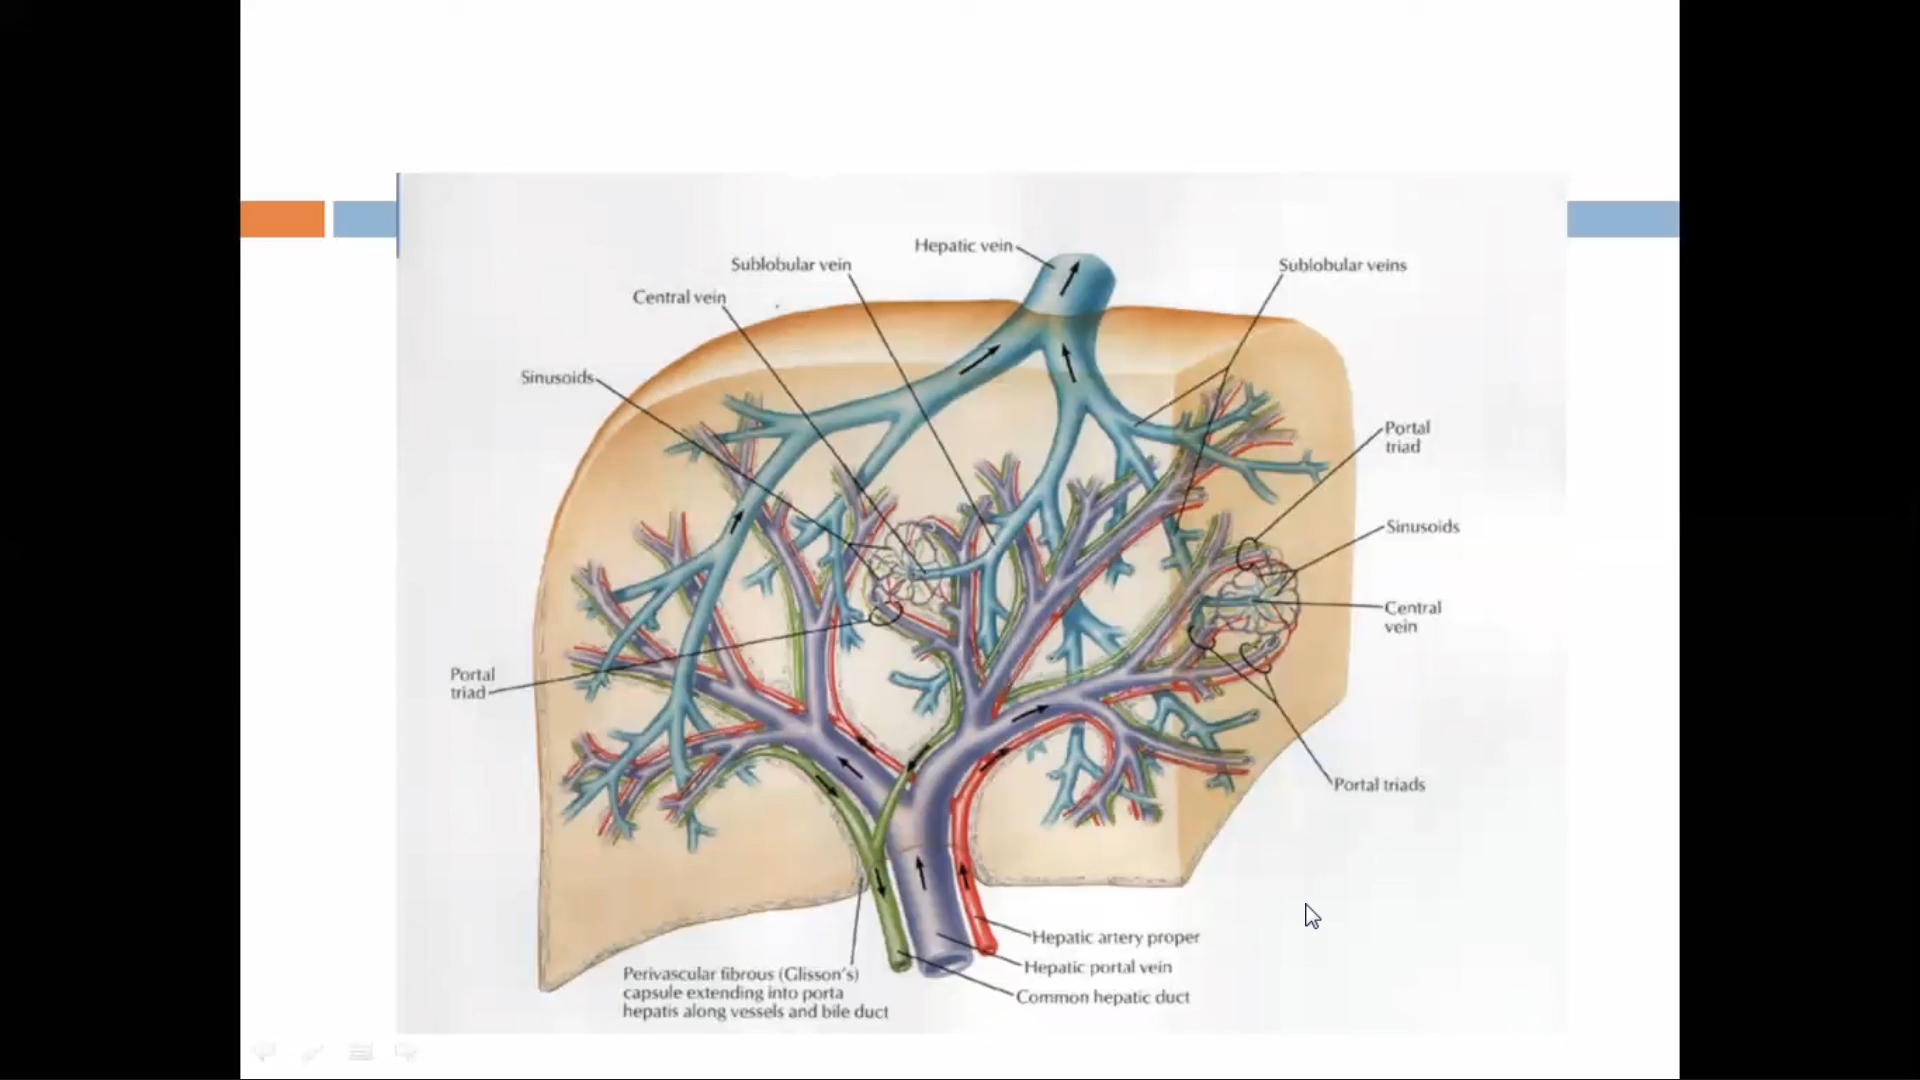 Hepatic vein
Sublobular vein
Sublobular veins
Central vein
Sinusoids
Portal
triad
Sinusoids
Central
vein
Portal
triad
Portal triads
Hepatic artery proper
Hepatic portal vein
Common hepatic duct
Perivascular fibrous (Glisson's)
capsule extending into porta
hepatis along vessels and bile duct